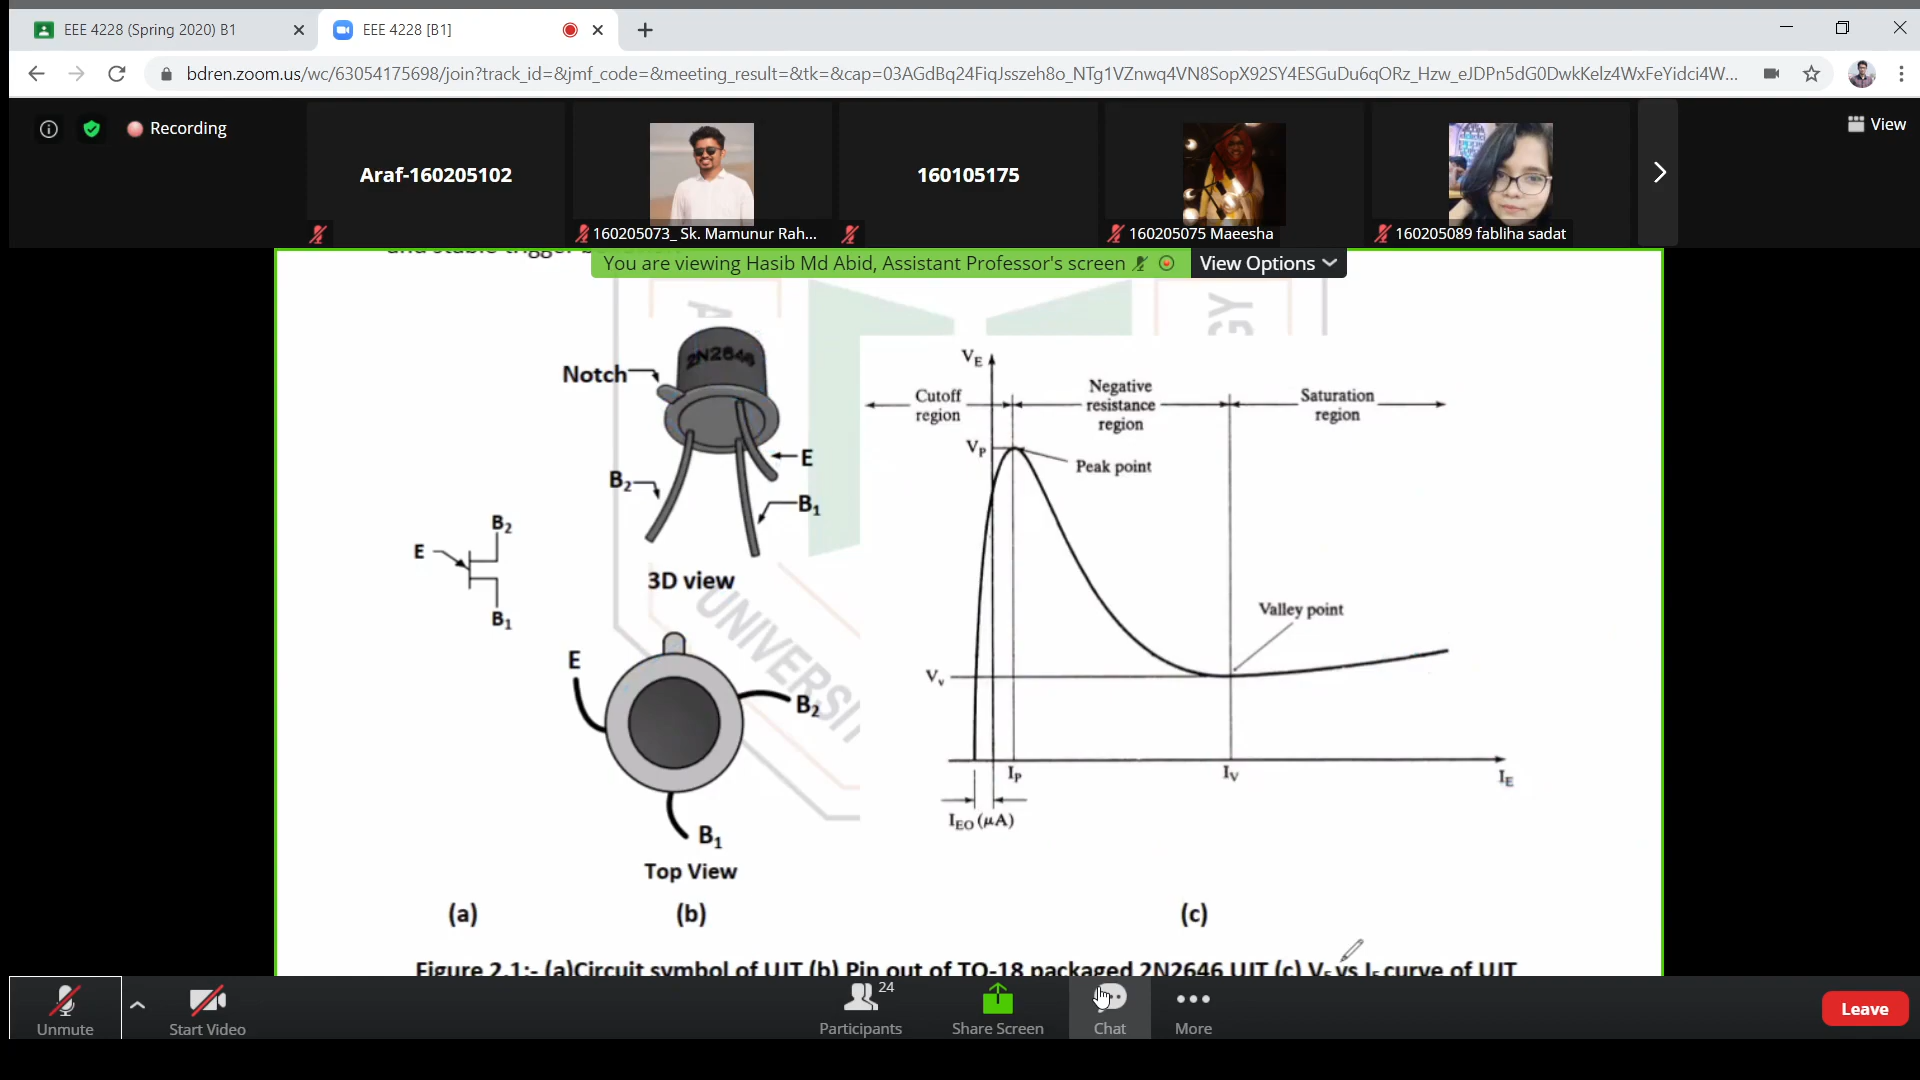 EEE 4228 (Spring 2020) B1
EEE 4228 [B1]
bdren.zoom.us/wc/63054175698/join?track_id=&jmf_code=&meeting_result=&tk=&cap=03AGdBq24FiqJsszeh8o_NTg1VZnwq4VN8SopX92SY4ESGuDu6qORz_Hzw_eJDPn5dG0DwkKelz4WxFeYidci4W...
Recording
View
Araf-160205102
160205073_ Sk. Mamunur Rah...
160105175
160205075 Maeesha
160205089 fabliha sadat
You are viewing Hasib Md Abid, Assistant Professor's screen
View Options
2N2646
Notch
E
B2
B1
3D view
B2
E
B1
E
B2
B1
Top View
UNIVERSI
VE
Cutoff region
Negative resistance region
Saturation region
VP
Peak point
Valley point
Vv
IP
IV
IE
IEO (μA)
(a)
(b)
(c)
Figure 2.1:- (a)Circuit symbol of UJT (b) Pin out of TO-18 packaged 2N2646 UJT (c) VE vs IE curve of UJT
Unmute
Start Video
24
Participants
Share Screen
Chat
More
Leave